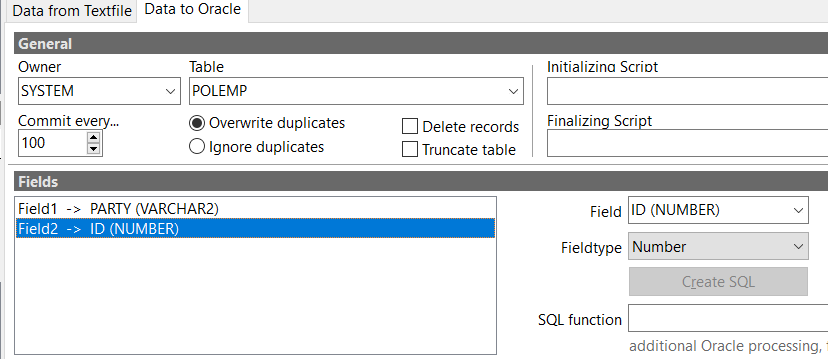 Data from Textfile Data to Oracle
General
Owner Table Initializing Script
SYSTEM POLEMP
Commit every... Overwrite duplicates Delete records Finalizing Script
100 Ignore duplicates Truncate table
Fields
Field1 -> PARTY (VARCHAR2) Field ID (NUMBER)
Field2 -> ID (NUMBER)
Fieldtype Number
Create SQL
SQL function
additional Oracle processing,